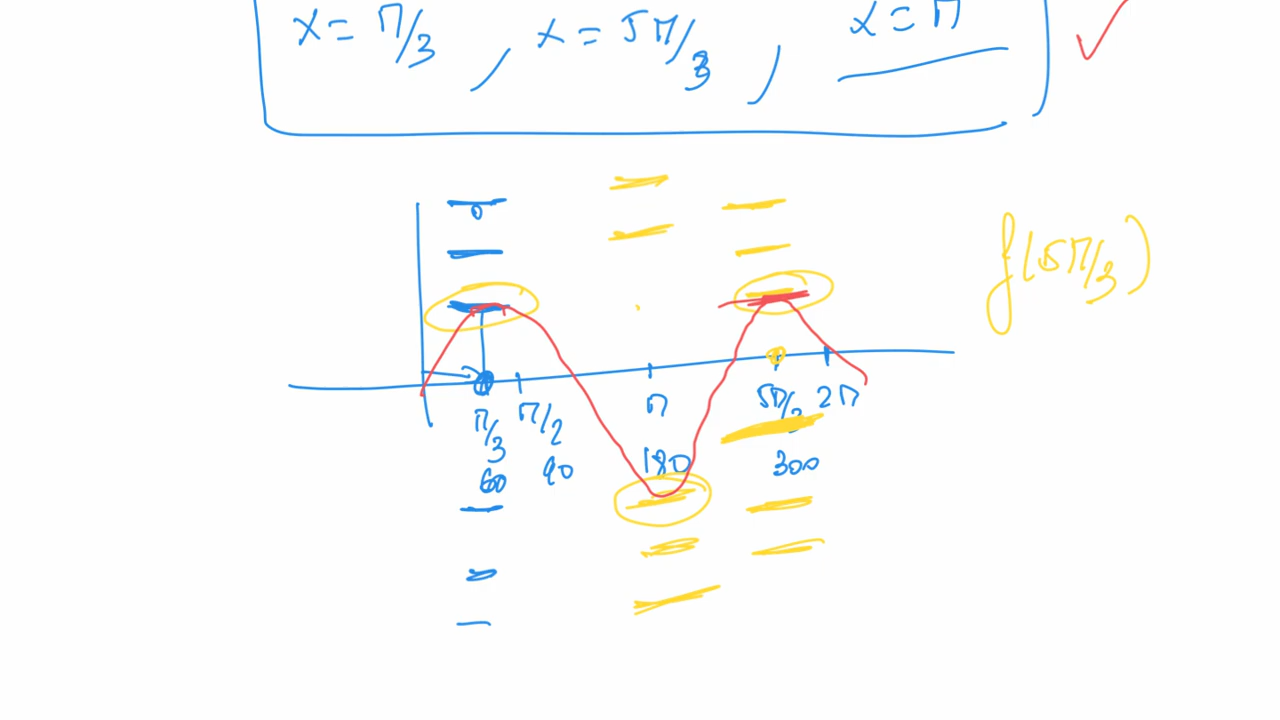 x = π/3 , x = 5π/3 , x = π
f(5π/3)
π/3 π/2 π 5π/3 2π
60 90 180 300